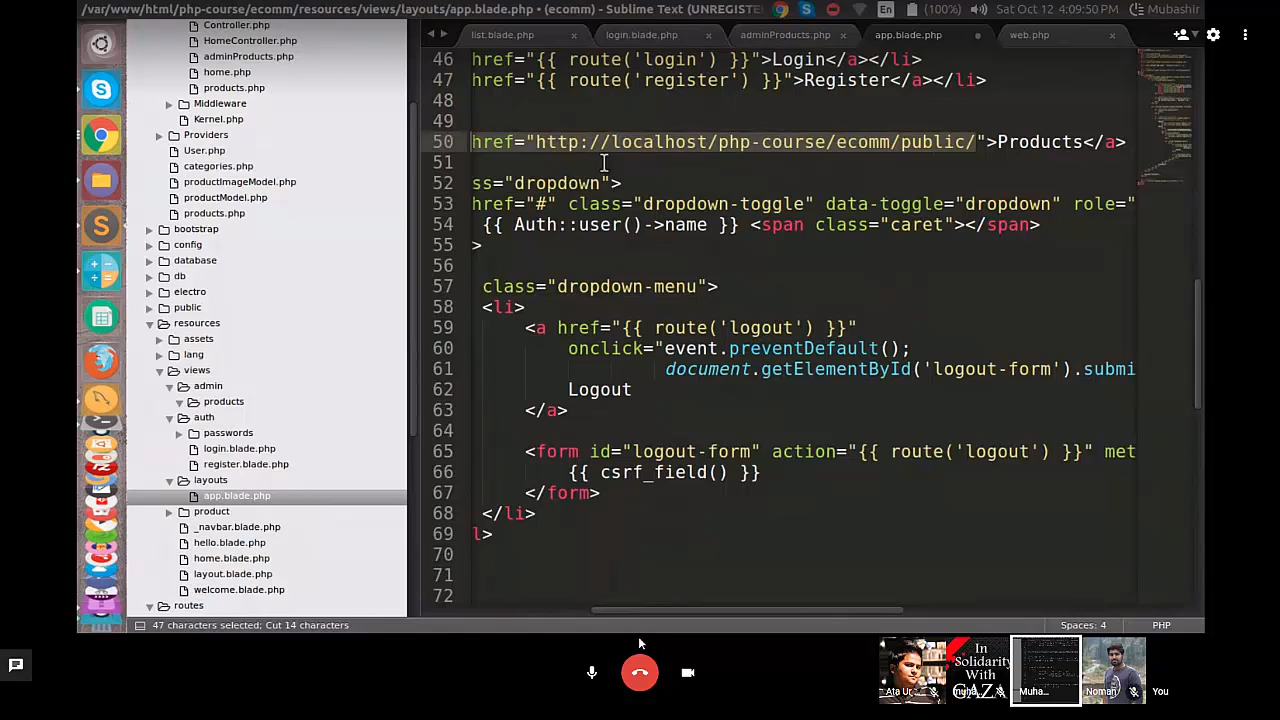 /var/www/html/php-course/ecomm/resources/views/layouts/app.blade.php • (ecomm) - Sublime Text (UNREGISTER
En
(100%)
Sat Oct 12 4:09:50 PM
Mubashir
Controller.php
HomeController.php
adminProducts.php
home.php
products.php
Middleware
Kernel.php
Providers
User.php
categories.php
productImageModel.php
productModel.php
products.php
bootstrap
config
database
db
electro
public
resources
assets
lang
views
admin
products
auth
passwords
login.blade.php
register.blade.php
layouts
app.blade.php
product
_navbar.blade.php
hello.blade.php
home.blade.php
layout.blade.php
welcome.blade.php
routes
list.blade.php
login.blade.php
adminProducts.php
app.blade.php
web.php
46 href="{{ route('login') }}">Login</a></li>
47 href="{{ route('register') }}">Register</a></li>
48
49
50 href="http://localhost/php-course/ecomm/public/">Products</a>
51
52 ss="dropdown">
53 href="#" class="dropdown-toggle" data-toggle="dropdown" role="
54 {{ Auth::user()->name }} <span class="caret"></span>
55 >
56
57 class="dropdown-menu">
58 <li>
59 <a href="{{ route('logout') }}"
60 onclick="event.preventDefault();
61 document.getElementById('logout-form').submi
62 Logout
63 </a>
64
65 <form id="logout-form" action="{{ route('logout') }}" met
66 {{ csrf_field() }}
67 </form>
68 </li>
69 l>
70
71
72
47 characters selected; Cut 14 characters
Spaces: 4
PHP
In
Solidarity
With
GAZA
Ata U
muha
Muha...
Noman
You